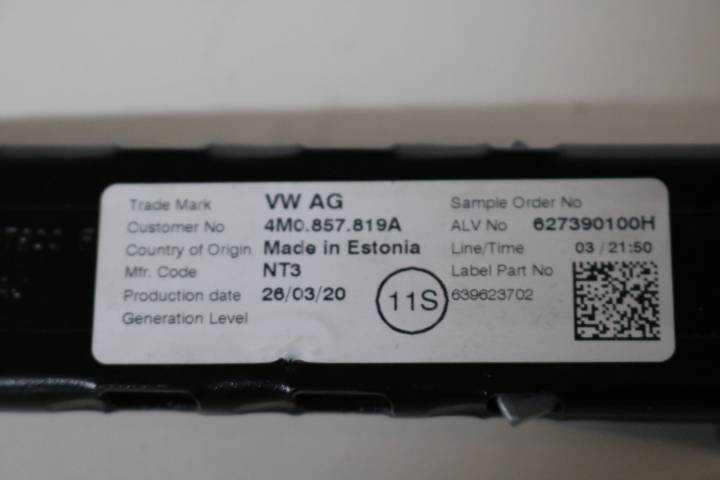 Trade Mark VW AG
Customer No 4M0.857.819A
Country of Origin Made in Estonia
Mfr. Code NT3
Production date 26/03/20
Generation Level
11S
Sample Order No
ALV No 627390100H
Line/Time 03 / 21:50
Label Part No
639623702